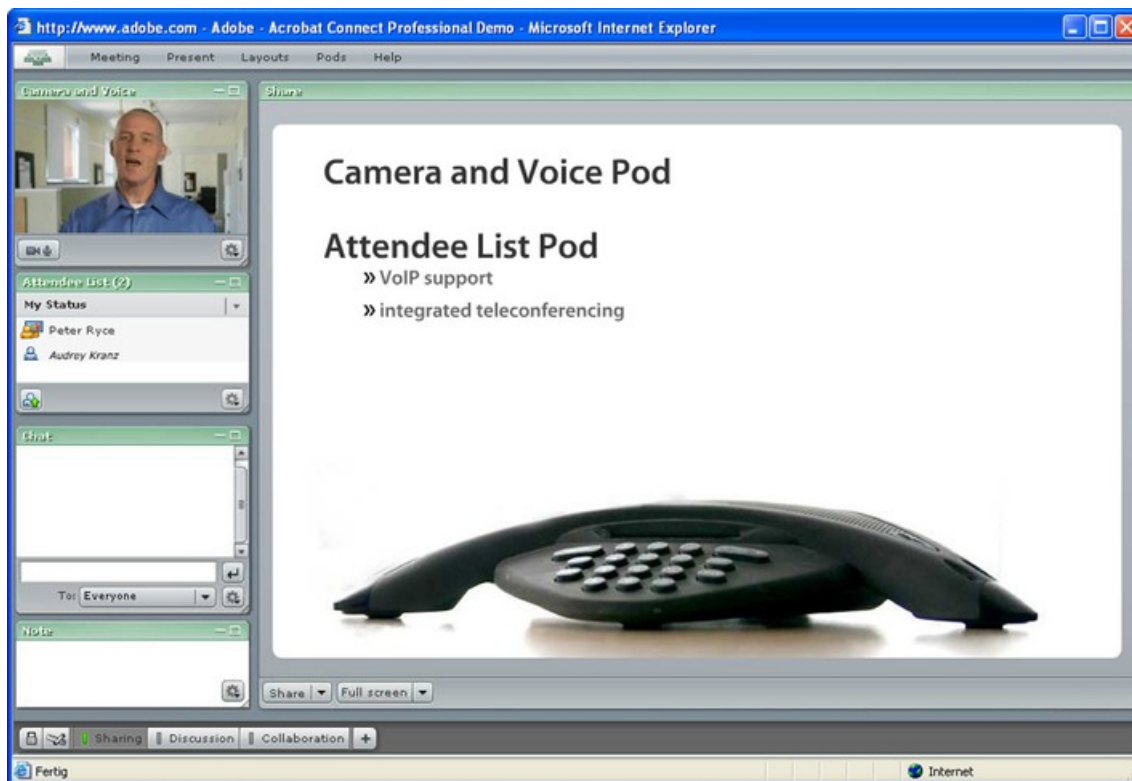 http://www.adobe.com - Adobe - Acrobat Connect Professional Demo - Microsoft Internet Explorer
Meeting Present Layouts Pods Help
Camera and Voice
Share
Camera and Voice Pod
Attendee List Pod
» VoIP support
» integrated teleconferencing
Attendee List (2)
My Status
Peter Ryce
Audrey Kranz
Chat
To: Everyone
Note
Share Full screen
Sharing Discussion Collaboration +
Fertig Internet